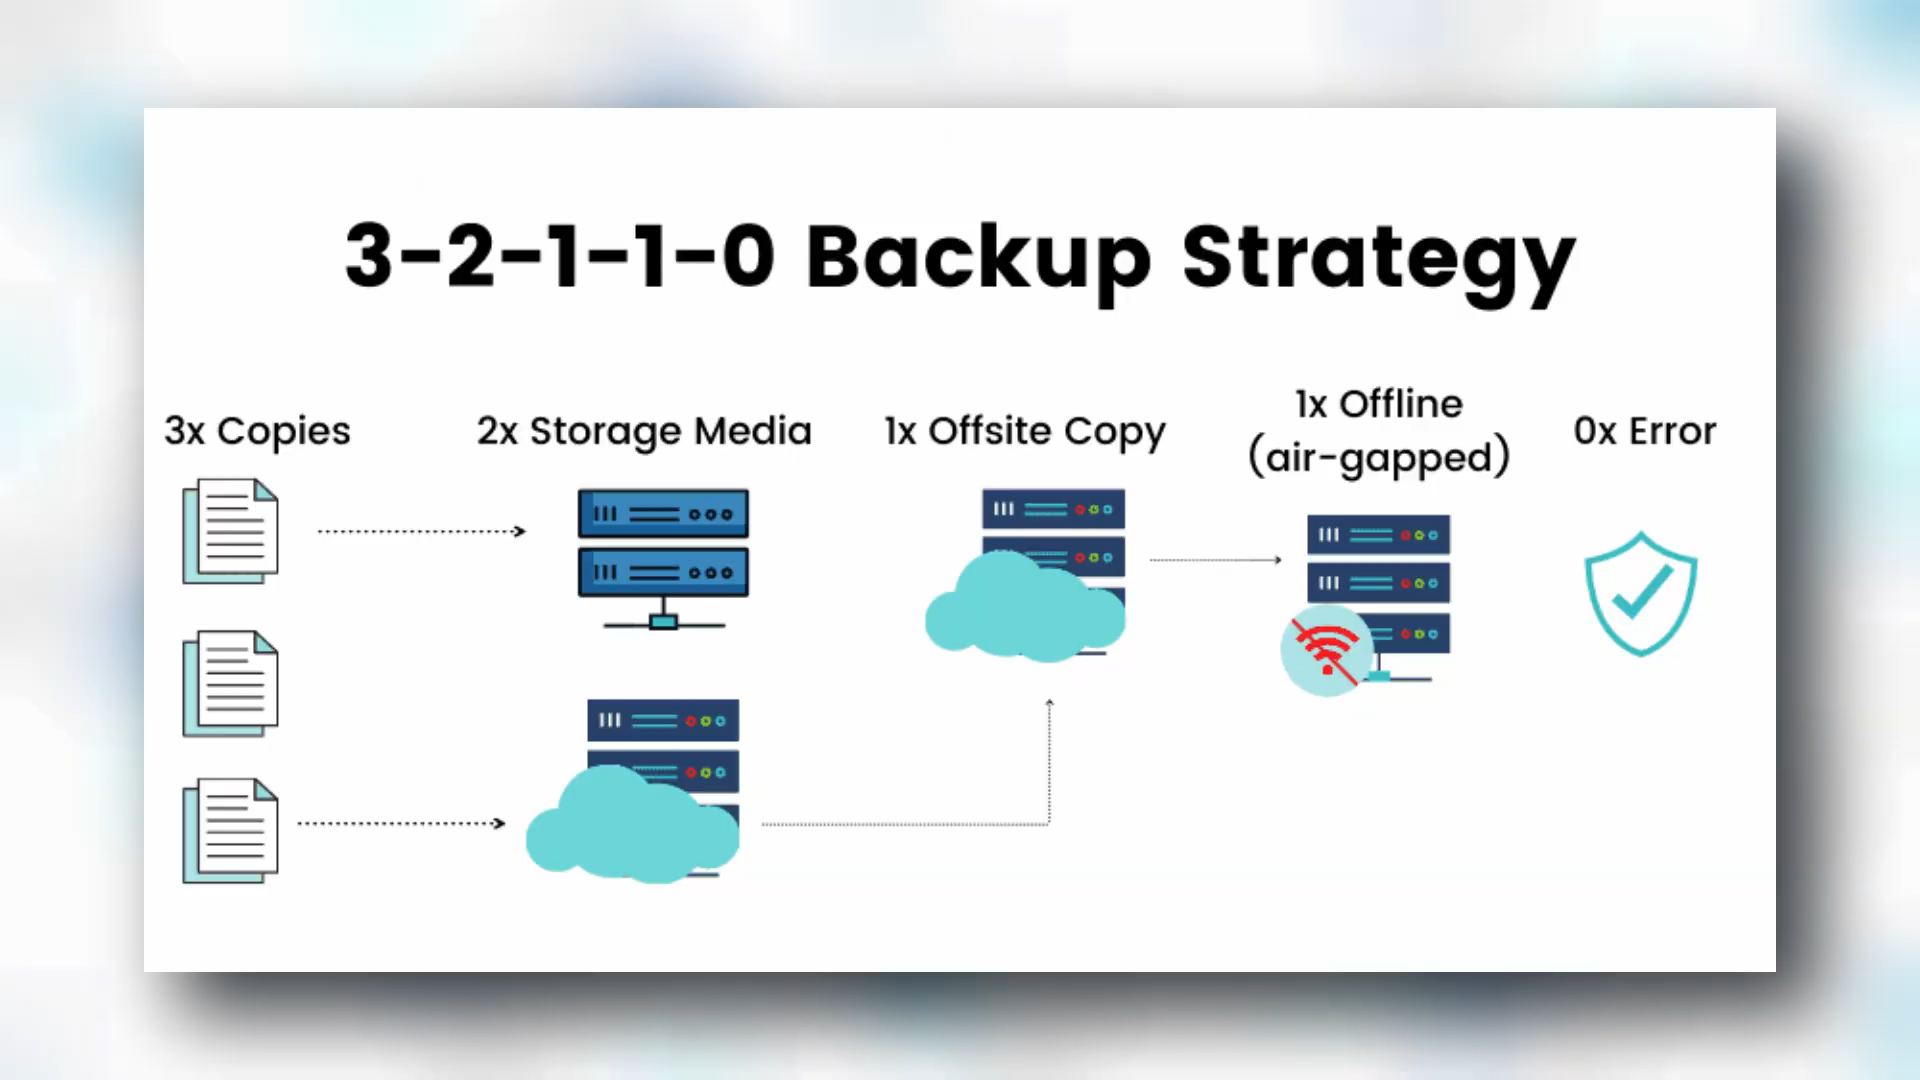 3-2-1-1-0 Backup Strategy
3x Copies
2x Storage Media
1x Offsite Copy
1x Offline
(air-gapped)
0x Error